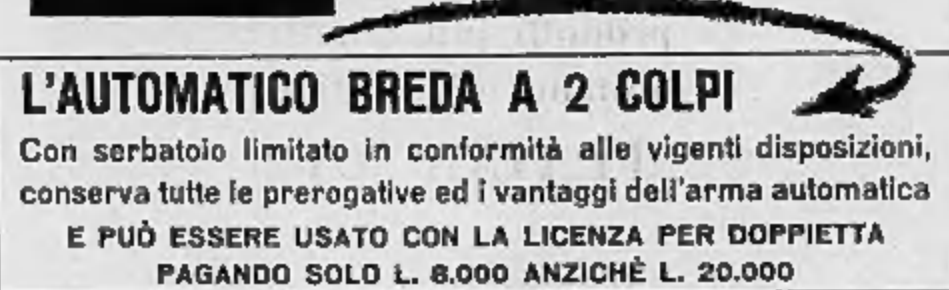 L'AUTOMATICO BREDA A 2 COLPI
Con serbatoio limitato in conformità alle vigenti disposizioni,
conserva tutte le prerogative ed i vantaggi dell'arma automatica
E PUÒ ESSERE USATO CON LA LICENZA PER DOPPIETTA
PAGANDO SOLO L. 8.000 ANZICHÈ L. 20.000